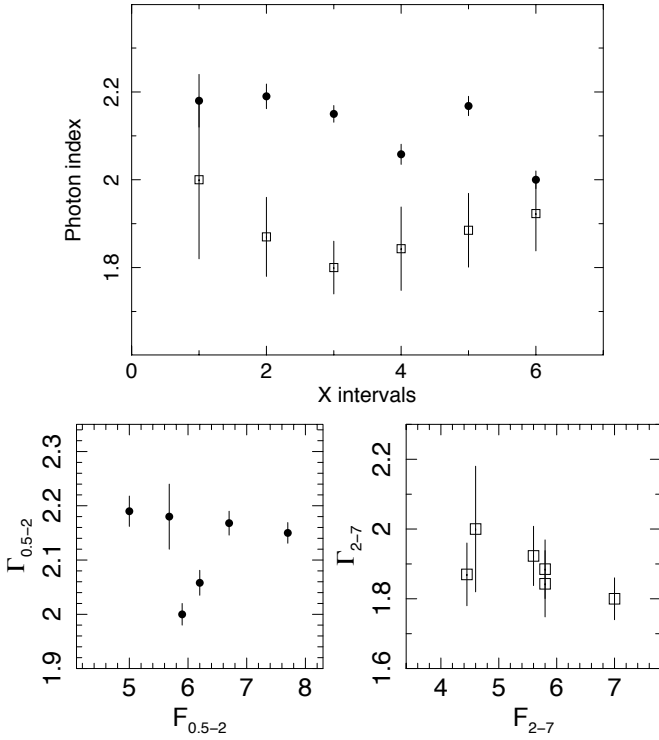 Photon index
2.2
2
1.8
0 2 4 6
X intervals
Γ0.5−2
2.3
2.2
2.1
2
1.9
5 6 7 8
F0.5−2
Γ2−7
2.2
2
1.8
1.6
4 5 6 7
F2−7